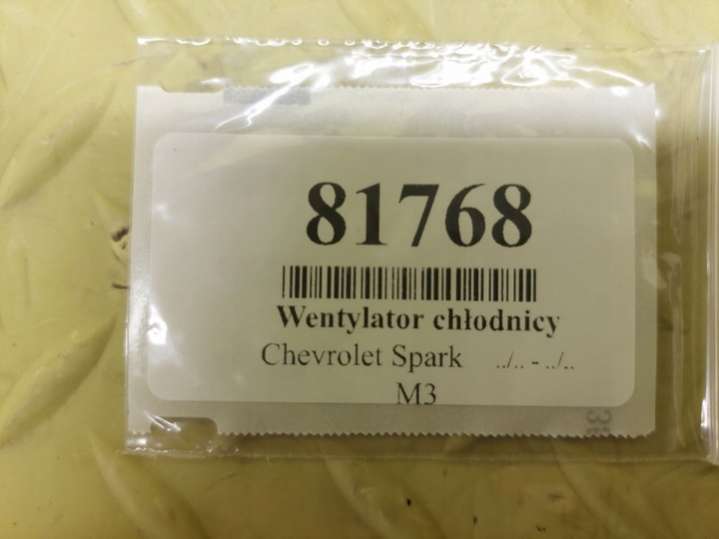 81768
Wentylator chłodnicy
Chevrolet Spark ../.. - ../..
M3